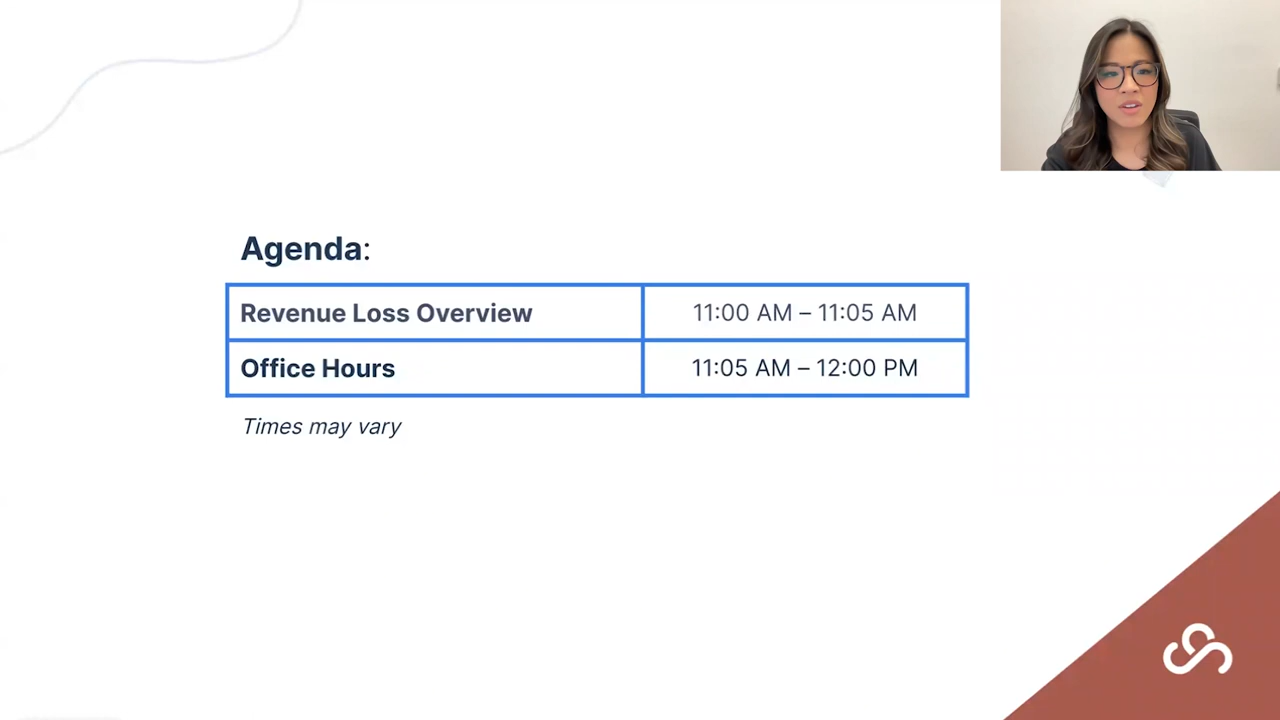 Agenda:
Revenue Loss Overview 11:00 AM – 11:05 AM
Office Hours 11:05 AM – 12:00 PM
Times may vary